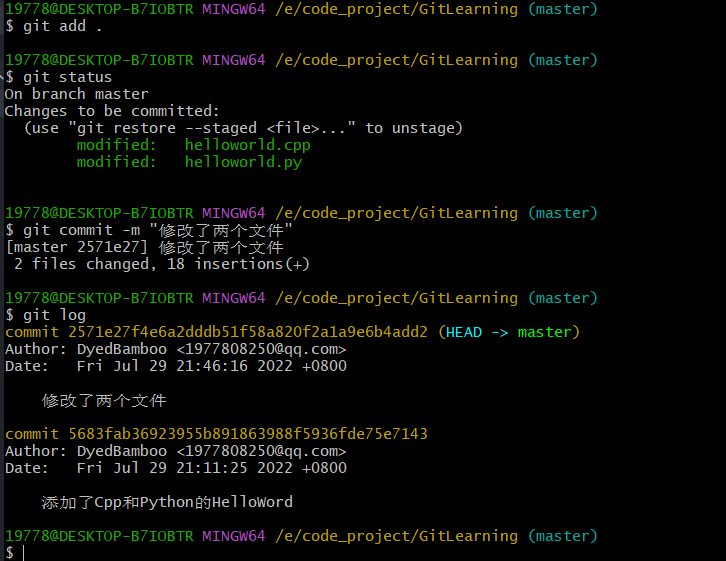 19778@DESKTOP-B7IOBTR MINGW64 /e/code_project/GitLearning (master)
$ git add .
19778@DESKTOP-B7IOBTR MINGW64 /e/code_project/GitLearning (master)
$ git status
On branch master
Changes to be committed:
  (use "git restore --staged <file>..." to unstage)
        modified:   helloworld.cpp
        modified:   helloworld.py
19778@DESKTOP-B7IOBTR MINGW64 /e/code_project/GitLearning (master)
$ git commit -m "修改了两个文件"
[master 2571e27] 修改了两个文件
 2 files changed, 18 insertions(+)
19778@DESKTOP-B7IOBTR MINGW64 /e/code_project/GitLearning (master)
$ git log
commit 2571e27f4e6a2dddb51f58a820f2a1a9e6b4add2 (HEAD -> master)
Author: DyedBamboo <1977808250@qq.com>
Date:   Fri Jul 29 21:46:16 2022 +0800
    修改了两个文件
commit 5683fab36923955b891863988f5936fde75e7143
Author: DyedBamboo <1977808250@qq.com>
Date:   Fri Jul 29 21:11:25 2022 +0800
    添加了Cpp和Python的HelloWord
19778@DESKTOP-B7IOBTR MINGW64 /e/code_project/GitLearning (master)
$